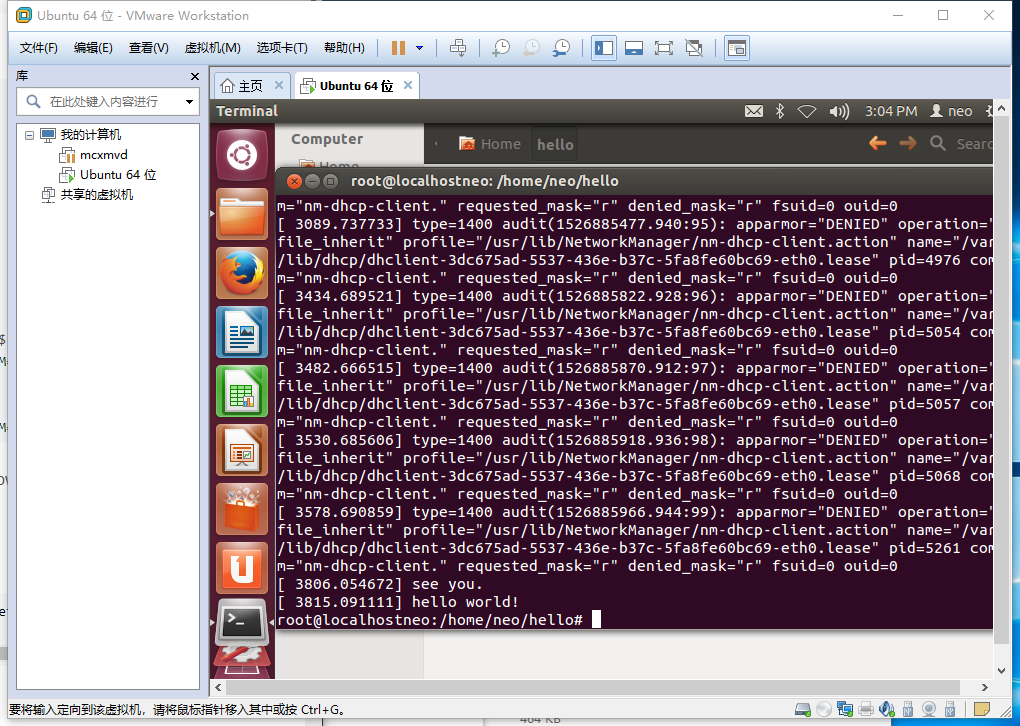 Ubuntu 64 位 - VMware Workstation
文件(F) 编辑(E) 查看(V) 虚拟机(M) 选项卡(T) 帮助(H)
库
在此处键入内容进行
我的计算机
mcxmvd
Ubuntu 64 位
共享的虚拟机
主页 Ubuntu 64 位
Terminal 3:04 PM neo
Computer Home hello Searc
Home
root@localhostneo: /home/neo/hello
m="nm-dhcp-client." requested_mask="r" denied_mask="r" fsuid=0 ouid=0
[ 3089.737733] type=1400 audit(1526885477.940:95): apparmor="DENIED" operation="
file_inherit" profile="/usr/lib/NetworkManager/nm-dhcp-client.action" name="/var
/lib/dhcp/dhclient-3dc675ad-5537-436e-b37c-5fa8fe60bc69-eth0.lease" pid=4976 com
m="nm-dhcp-client." requested_mask="r" denied_mask="r" fsuid=0 ouid=0
[ 3434.689521] type=1400 audit(1526885822.928:96): apparmor="DENIED" operation="
file_inherit" profile="/usr/lib/NetworkManager/nm-dhcp-client.action" name="/var
/lib/dhcp/dhclient-3dc675ad-5537-436e-b37c-5fa8fe60bc69-eth0.lease" pid=5054 com
m="nm-dhcp-client." requested_mask="r" denied_mask="r" fsuid=0 ouid=0
[ 3482.666515] type=1400 audit(1526885870.912:97): apparmor="DENIED" operation="
file_inherit" profile="/usr/lib/NetworkManager/nm-dhcp-client.action" name="/var
/lib/dhcp/dhclient-3dc675ad-5537-436e-b37c-5fa8fe60bc69-eth0.lease" pid=5057 com
m="nm-dhcp-client." requested_mask="r" denied_mask="r" fsuid=0 ouid=0
[ 3530.685606] type=1400 audit(1526885918.936:98): apparmor="DENIED" operation="
file_inherit" profile="/usr/lib/NetworkManager/nm-dhcp-client.action" name="/var
/lib/dhcp/dhclient-3dc675ad-5537-436e-b37c-5fa8fe60bc69-eth0.lease" pid=5068 com
m="nm-dhcp-client." requested_mask="r" denied_mask="r" fsuid=0 ouid=0
[ 3578.690859] type=1400 audit(1526885966.944:99): apparmor="DENIED" operation="
file_inherit" profile="/usr/lib/NetworkManager/nm-dhcp-client.action" name="/var
/lib/dhcp/dhclient-3dc675ad-5537-436e-b37c-5fa8fe60bc69-eth0.lease" pid=5261 com
m="nm-dhcp-client." requested_mask="r" denied_mask="r" fsuid=0 ouid=0
[ 3806.054672] see you.
[ 3815.091111] hello world!
root@localhostneo:/home/neo/hello#
要将输入定向到该虚拟机，请将鼠标指针移入其中或按 Ctrl+G。